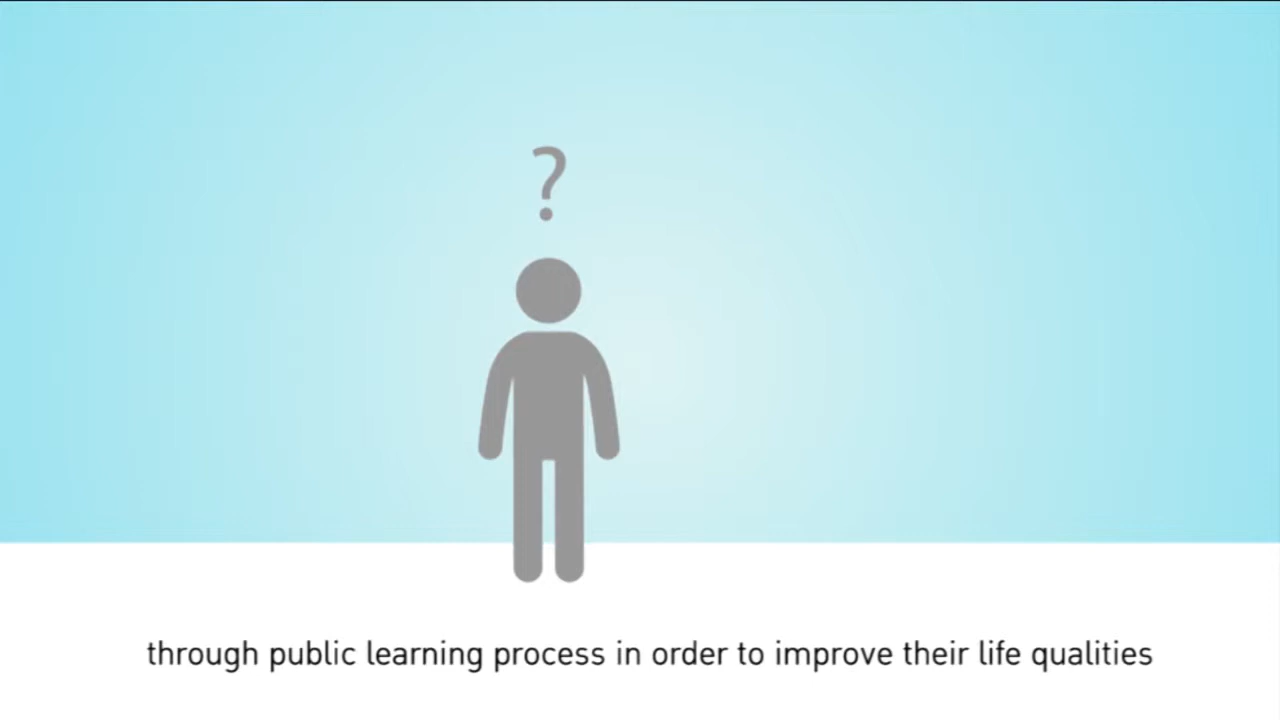 ?
through public learning process in order to improve their life qualities